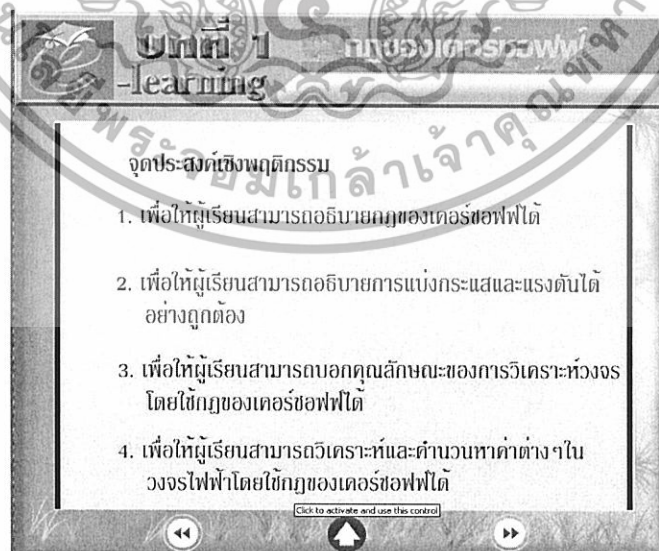 บทที่ 1
กฎของเคอร์ชอฟฟ์
-learning
จุดประสงค์เชิงพฤติกรรม
1. เพื่อให้ผู้เรียนสามารถอธิบายกฎของเคอร์ชอฟฟ์ได้
2. เพื่อให้ผู้เรียนสามารถอธิบายการแบ่งกระแสและแรงดันได้
อย่างถูกต้อง
3. เพื่อให้ผู้เรียนสามารถบอกคุณลักษณะของการวิเคราะห์วงจร
โดยใช้กฎของเคอร์ชอฟฟ์ได้
4. เพื่อให้ผู้เรียนสามารถวิเคราะห์และคำนวนหาค่าต่างๆใน
วงจรไฟฟ้าโดยใช้กฎของเคอร์ชอฟฟ์ได้
Click to activate and use this control